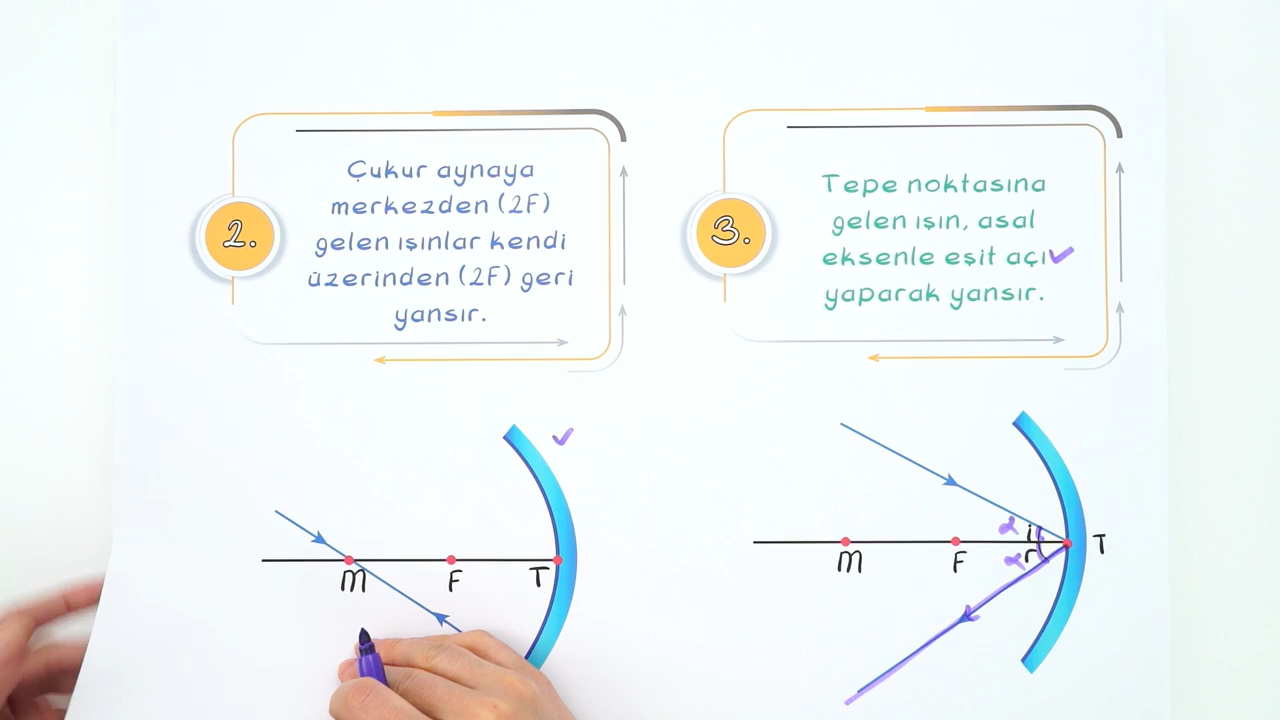 2.
Çukur aynaya
merkezden (2F)
gelen ışınlar kendi
üzerinden (2F) geri
yansır.
3.
Tepe noktasına
gelen ışın, asal
eksenle eşit açı
yaparak yansır.
M
F
T
α
i
r
α
M
F
T